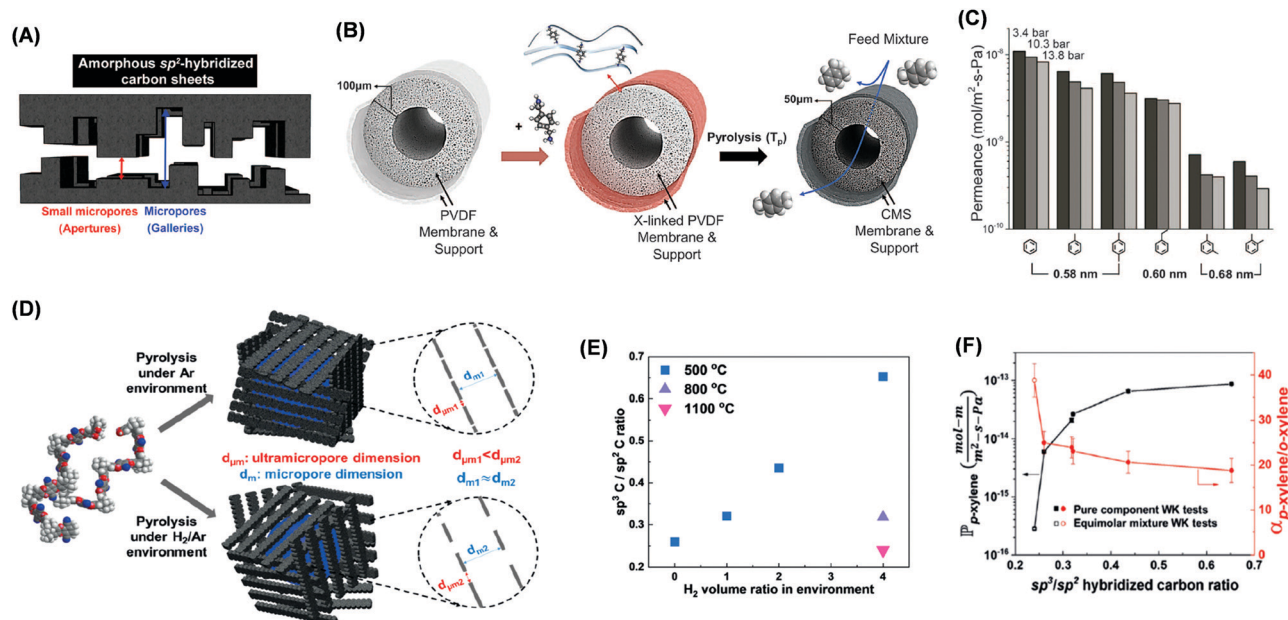 (A)
Amorphous sp²-hybridized
carbon sheets
Small micropores
(Apertures)
Micropores
(Galleries)
(B)
100μm
PVDF
Membrane &
Support
+
X-linked PVDF
Membrane &
Support
Pyrolysis (Tp)
Feed Mixture
50μm
CMS
Membrane &
Support
(C)
Permeance (mol/m²-s-Pa)
10⁻⁸
10⁻⁹
10⁻¹⁰
3.4 bar
10.3 bar
13.8 bar
0.58 nm
0.60 nm
0.68 nm
(D)
Pyrolysis
under Ar
environment
Pyrolysis
under H₂/Ar
environment
dμm: ultramicropore dimension
dm: micropore dimension
dμm1<dμm2
dm1≈dm2
dm1
dμm1
dm2
dμm2
(E)
sp³ C / sp² C ratio
0.7
0.6
0.5
0.4
0.3
0.2
500 °C
800 °C
1100 °C
0
1
2
3
4
H₂ volume ratio in environment
(F)
ℙ p-xylene (mol-m/m²-s-Pa)
10⁻¹³
10⁻¹⁴
10⁻¹⁵
10⁻¹⁶
Pure component WK tests
Equimolar mixture WK tests
0.2
0.3
0.4
0.5
0.6
0.7
sp³/sp² hybridized carbon ratio
40
30
20
10
0
α p-xylene/o-xylene